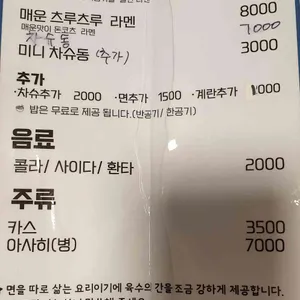 매운 츠루츠루 라멘 8000
매운맛이 돈코츠 라멘
차슈동 7000
미니 차슈동 (추가) 3000
추가
·차슈추가 2000 ·면추가 1500 ·계란추가 1000
밥은 무료로 제공 됩니다.(반공기/한공기)
음료
콜라/ 사이다/ 환타 2000
주류
카스 3500
아사히(병) 7000
★ 면을 따로 삶는 요리이기에 육수의 간을 조금 강하게 제공합니다.